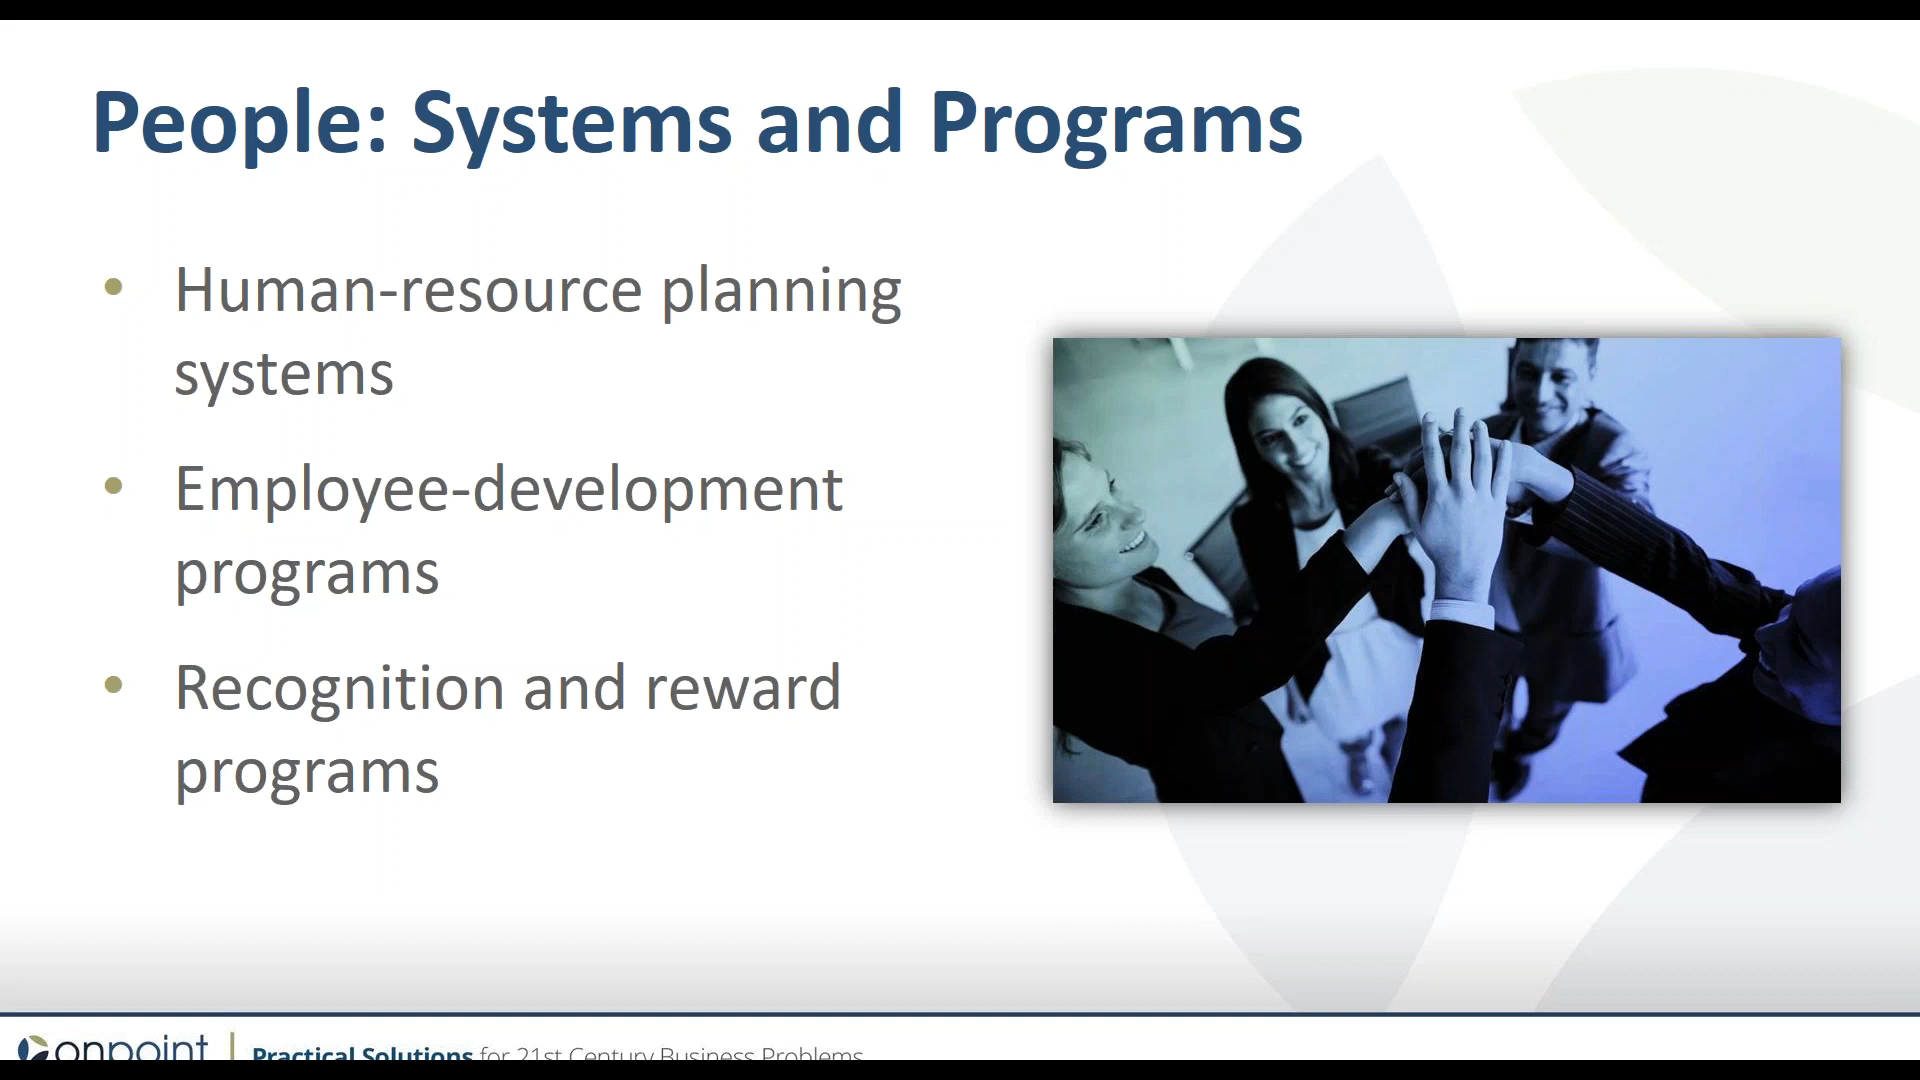 People: Systems and Programs
• Human-resource planning
systems
• Employee-development
programs
• Recognition and reward
programs
onpoint | Practical Solutions for 21st Century Business Problems